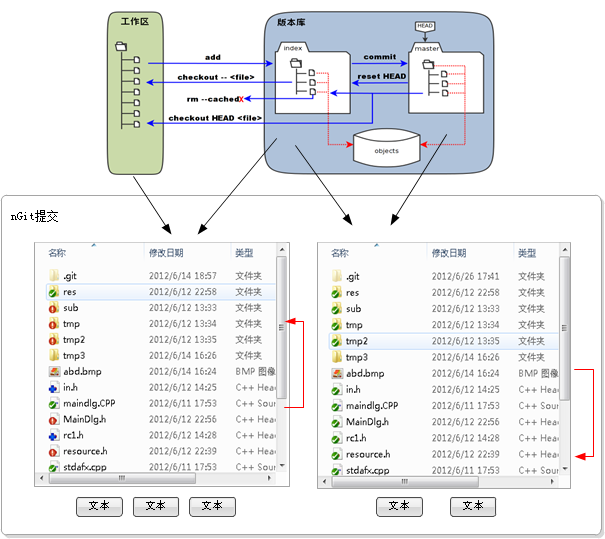 工作区
版本库
HEAD
index
master
add
commit
checkout -- <file>
reset HEAD
rm --cached X
checkout HEAD <file>
objects
nGit提交
名称 修改日期 类型
.git 2012/6/14 18:57 文件夹
res 2012/6/12 22:58 文件夹
sub 2012/6/12 13:33 文件夹
tmp 2012/6/12 13:34 文件夹
tmp2 2012/6/12 13:35 文件夹
tmp3 2012/6/14 16:26 文件夹
abd.bmp 2012/6/14 16:24 BMP 图像
in.h 2012/6/12 14:25 C++ Head
maindlg.CPP 2012/6/11 17:53 C++ Sour
MainDlg.h 2012/6/12 22:56 C++ Head
rc1.h 2012/6/12 14:28 C++ Head
resource.h 2012/6/12 22:39 C++ Head
stdafx.cpp 2012/6/11 17:53 C++ Sour
文本 文本 文本
名称 修改日期 类型
.git 2012/6/26 17:41 文件夹
res 2012/6/12 22:58 文件夹
sub 2012/6/12 13:33 文件夹
tmp 2012/6/12 13:34 文件夹
tmp2 2012/6/12 13:35 文件夹
tmp3 2012/6/14 16:26 文件夹
abd.bmp 2012/6/14 16:24 BMP 图像
in.h 2012/6/12 14:25 C++ Head
maindlg.CPP 2012/6/11 17:53 C++ Sour
MainDlg.h 2012/6/12 22:56 C++ Head
rc1.h 2012/6/12 14:28 C++ Head
resource.h 2012/6/12 22:39 C++ Head
stdafx.cpp 2012/6/11 17:53 C++ Sour
文本 文本